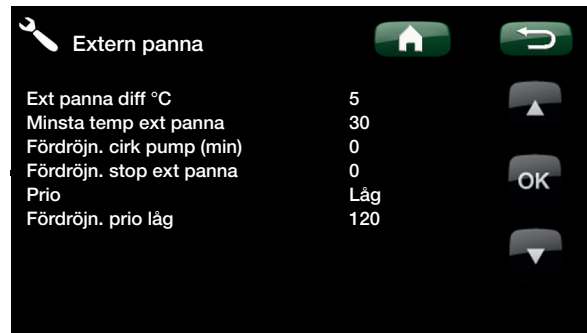 Extern panna
Ext panna diff °C 5
Minsta temp ext panna 30
Fördröjn. cirk pump (min) 0
Fördröjn. stop ext panna 0
OK
Prio Låg
Fördröjn. prio låg 120